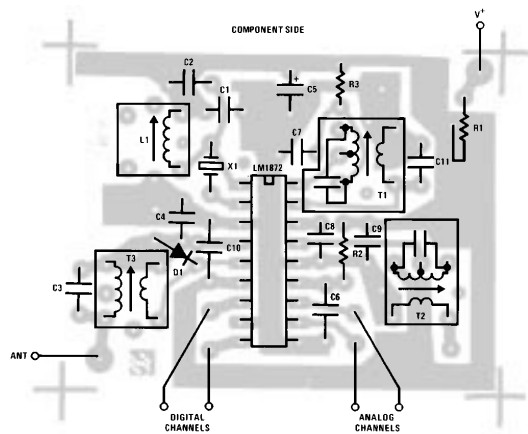 COMPONENT SIDE
V+
C2
C1
+
C5
R3
R1
L1
C7
X1
LM1872
C11
T1
C4
C10
C8
C9
R2
T3
D1
C3
C6
T2
ANT
DIGITAL
CHANNELS
ANALOG
CHANNELS